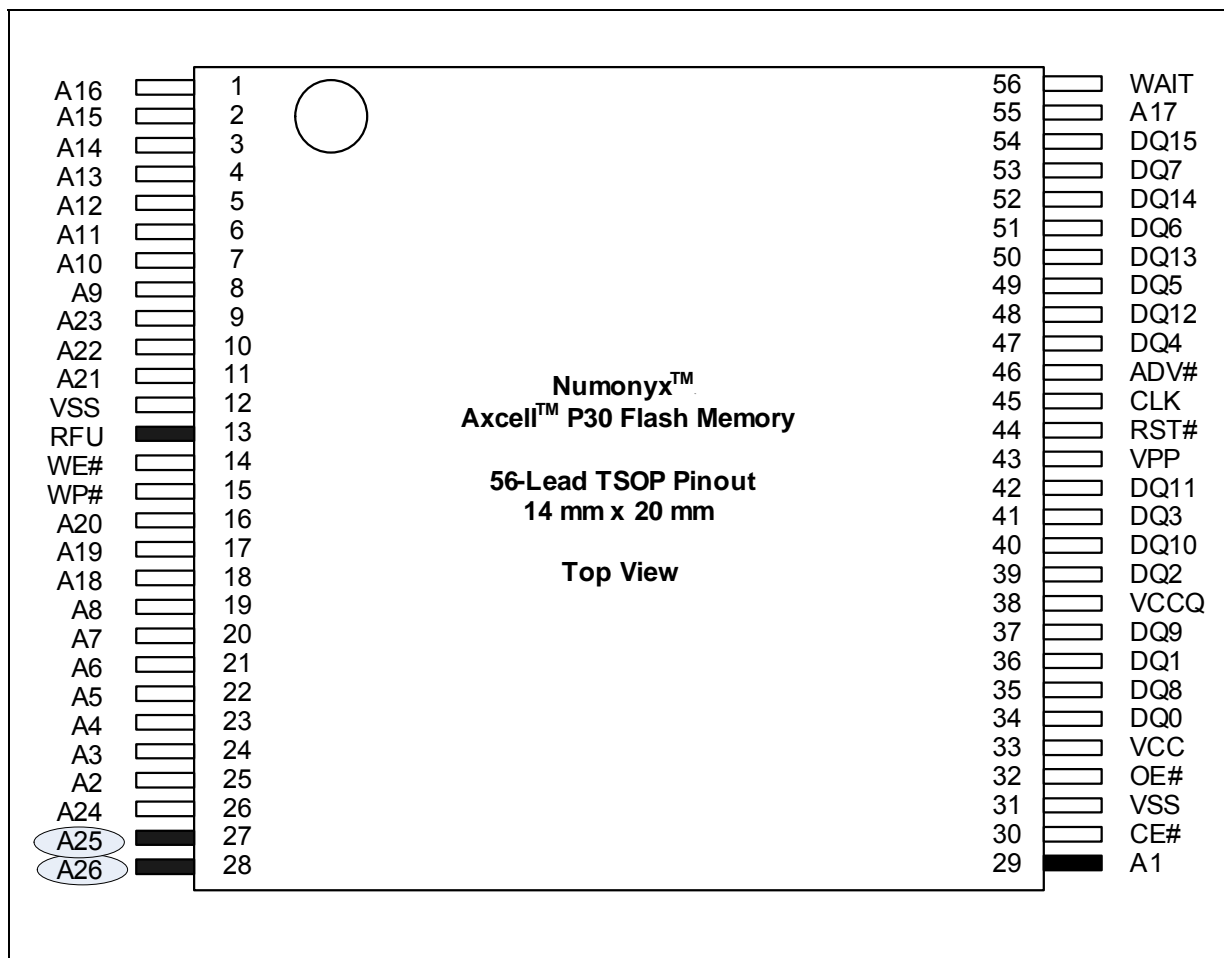 A16 1 56 WAIT
A15 2 55 A17
A14 3 54 DQ15
A13 4 53 DQ7
A12 5 52 DQ14
A11 6 51 DQ6
A10 7 50 DQ13
A9 8 49 DQ5
A23 9 48 DQ12
A22 10 47 DQ4
A21 11 46 ADV#
VSS 12 45 CLK
RFU 13 44 RST#
WE# 14 43 VPP
WP# 15 42 DQ11
A20 16 41 DQ3
A19 17 40 DQ10
A18 18 39 DQ2
A8 19 38 VCCQ
A7 20 37 DQ9
A6 21 36 DQ1
A5 22 35 DQ8
A4 23 34 DQ0
A3 24 33 VCC
A2 25 32 OE#
A24 26 31 VSS
A25 27 30 CE#
A26 28 29 A1
Numonyx™
Axcell™ P30 Flash Memory
56-Lead TSOP Pinout
14 mm x 20 mm
Top View